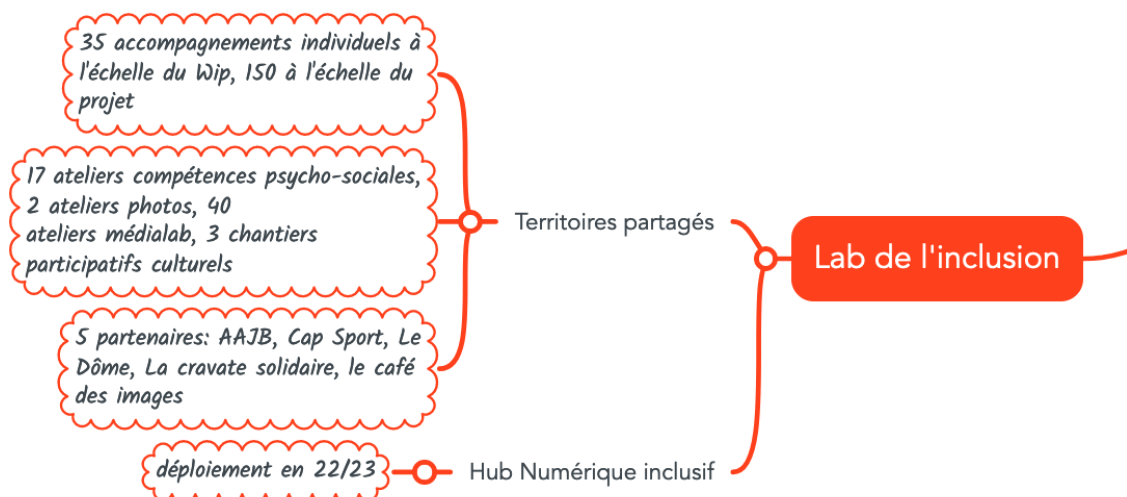 35 accompagnements individuels à
l'échelle du Wip, 150 à l'échelle du
projet
17 ateliers compétences psycho-sociales,
2 ateliers photos, 40
ateliers médialab, 3 chantiers
participatifs culturels
Territoires partagés
Lab de l'inclusion
5 partenaires: AAJB, Cap Sport, Le
Dôme, La cravate solidaire, le café
des images
déploiement en 22/23
Hub Numérique inclusif